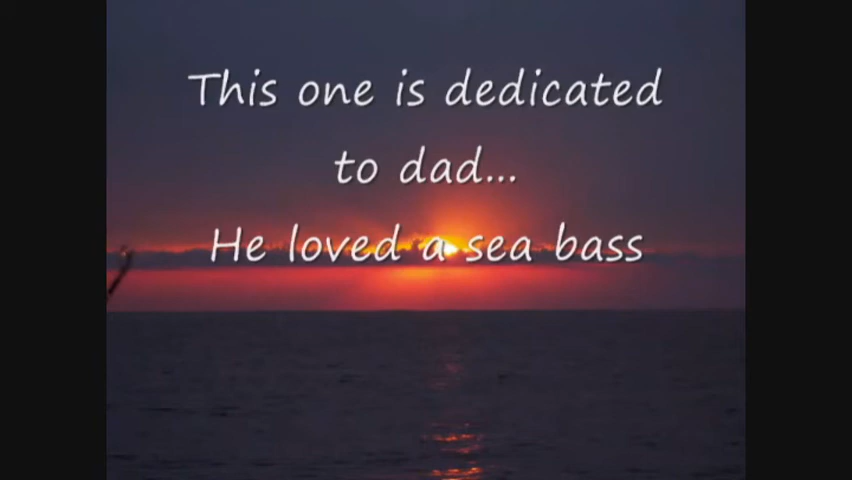 This one is dedicated
to dad...
He loved a sea bass